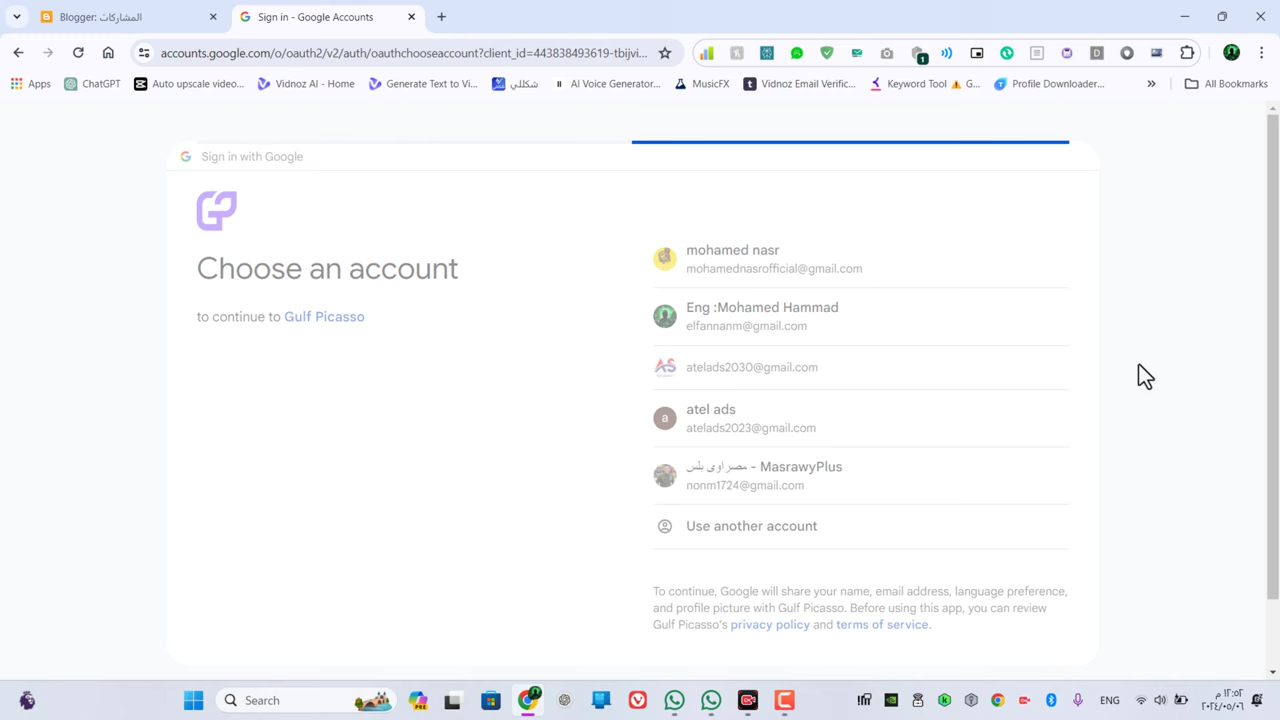 Blogger: المشاركات
Sign in - Google Accounts
accounts.google.com/o/oauth2/v2/auth/oauthchooseaccount?client_id=443838493619-tbijvi...
Apps
ChatGPT
Auto upscale video...
Vidnoz AI - Home
Generate Text to Vi...
شكللي
AI Voice Generator...
MusicFX
Vidnoz Email Verific...
Keyword Tool ⚠ G...
Profile Downloader...
All Bookmarks
Sign in with Google
Choose an account
to continue to Gulf Picasso
mohamed nasr
mohamednasrofficial@gmail.com
Eng :Mohamed Hammad
elfannanm@gmail.com
atelads2030@gmail.com
a
atel ads
atelads2023@gmail.com
مصراوى بلس - MasrawyPlus
nonm1724@gmail.com
Use another account
To continue, Google will share your name, email address, language preference,
and profile picture with Gulf Picasso. Before using this app, you can review
Gulf Picasso's privacy policy and terms of service.
Search
ENG